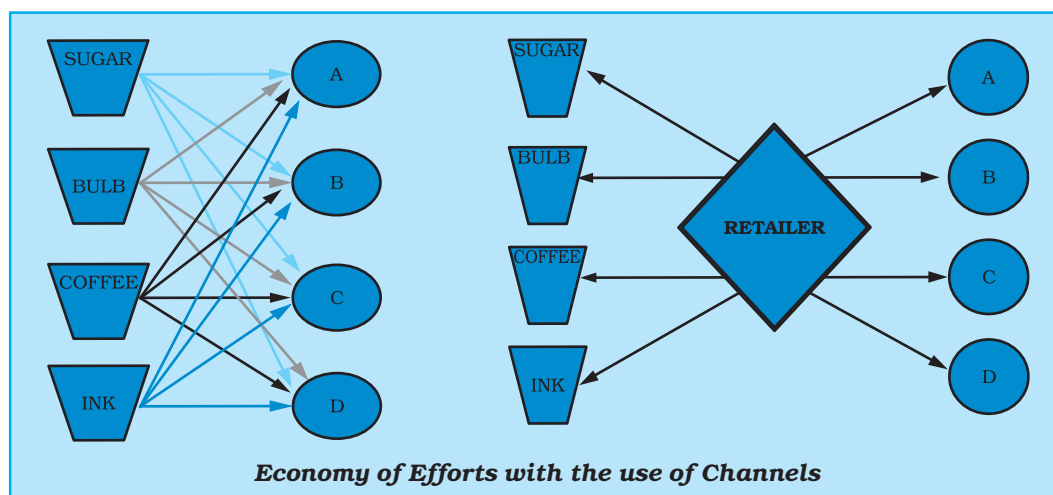 SUGAR
A
BULB
B
COFFEE
C
INK
D
SUGAR
A
BULB
B
RETAILER
COFFEE
C
INK
D
Economy of Efforts with the use of Channels